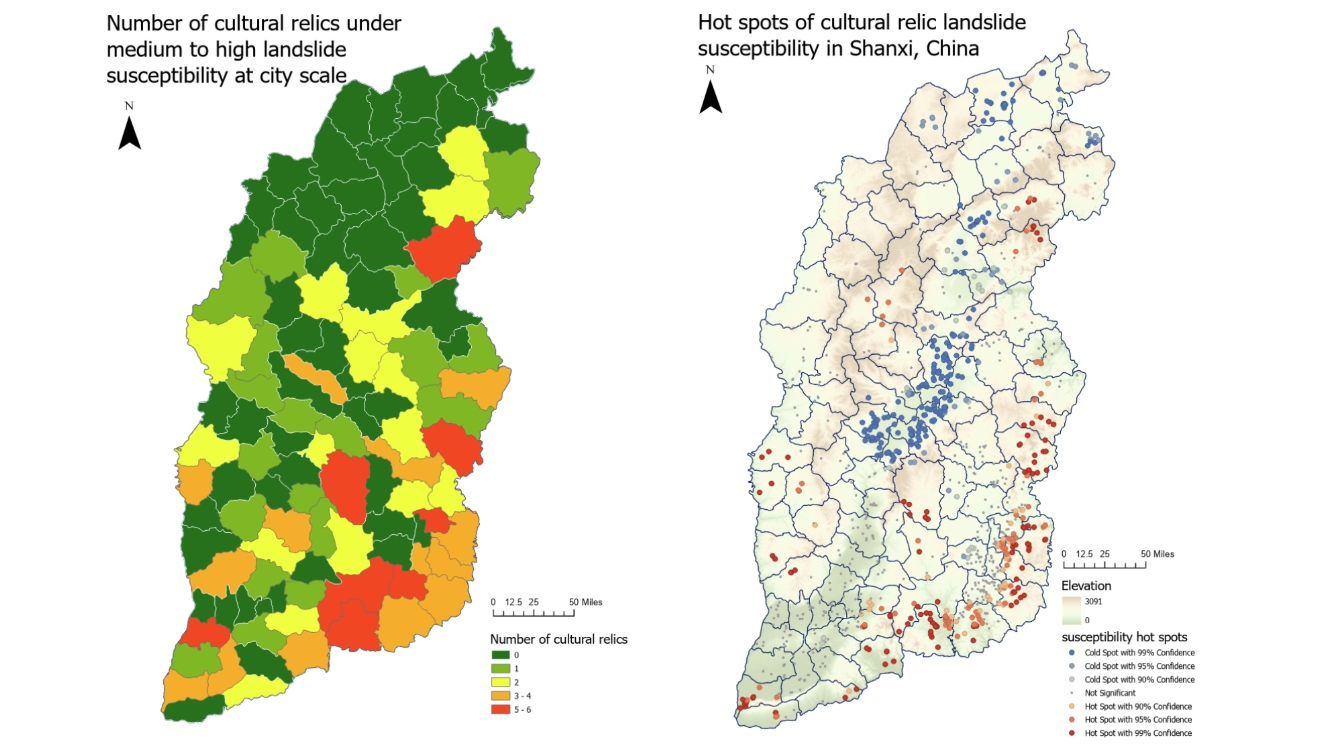 Number of cultural relics under
medium to high landslide
susceptibility at city scale
N
0 12.5 25 50 Miles
Number of cultural relics
0
1
2
3 - 4
5 - 6
Hot spots of cultural relic landslide
susceptibility in Shanxi, China
N
0 12.5 25 50 Miles
Elevation
3091
0
susceptibility hot spots
Cold Spot with 99% Confidence
Cold Spot with 95% Confidence
Cold Spot with 90% Confidence
Not Significant
Hot Spot with 90% Confidence
Hot Spot with 95% Confidence
Hot Spot with 99% Confidence